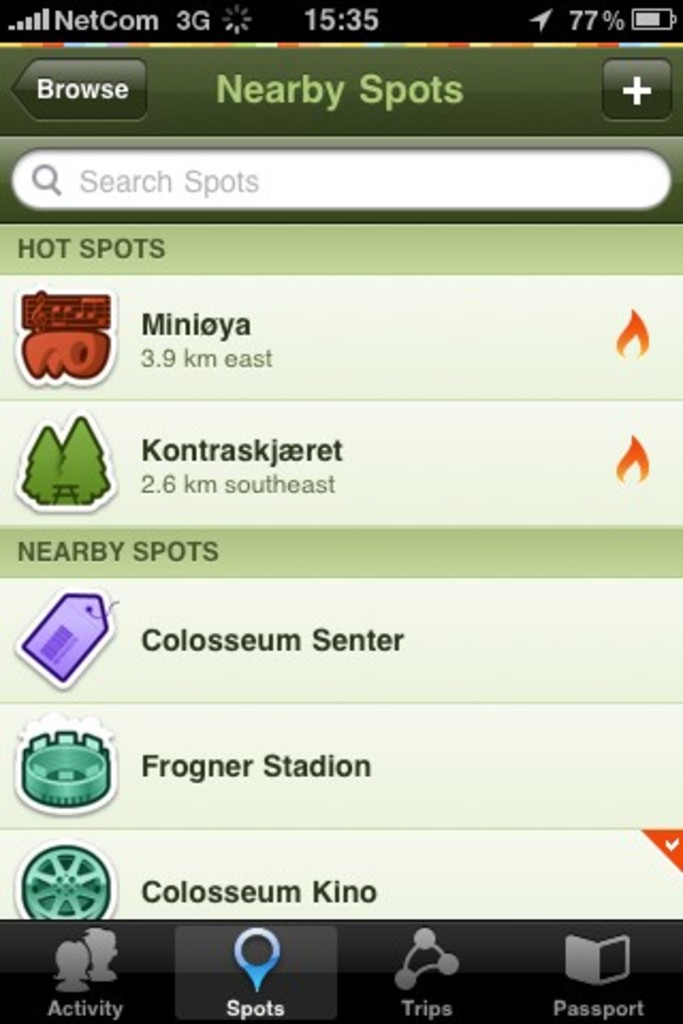 NetCom 3G 15:35 77%
Browse Nearby Spots +
Search Spots
HOT SPOTS
Miniøya
3.9 km east
Kontraskjæret
2.6 km southeast
NEARBY SPOTS
Colosseum Senter
Frogner Stadion
Colosseum Kino
Activity Spots Trips Passport